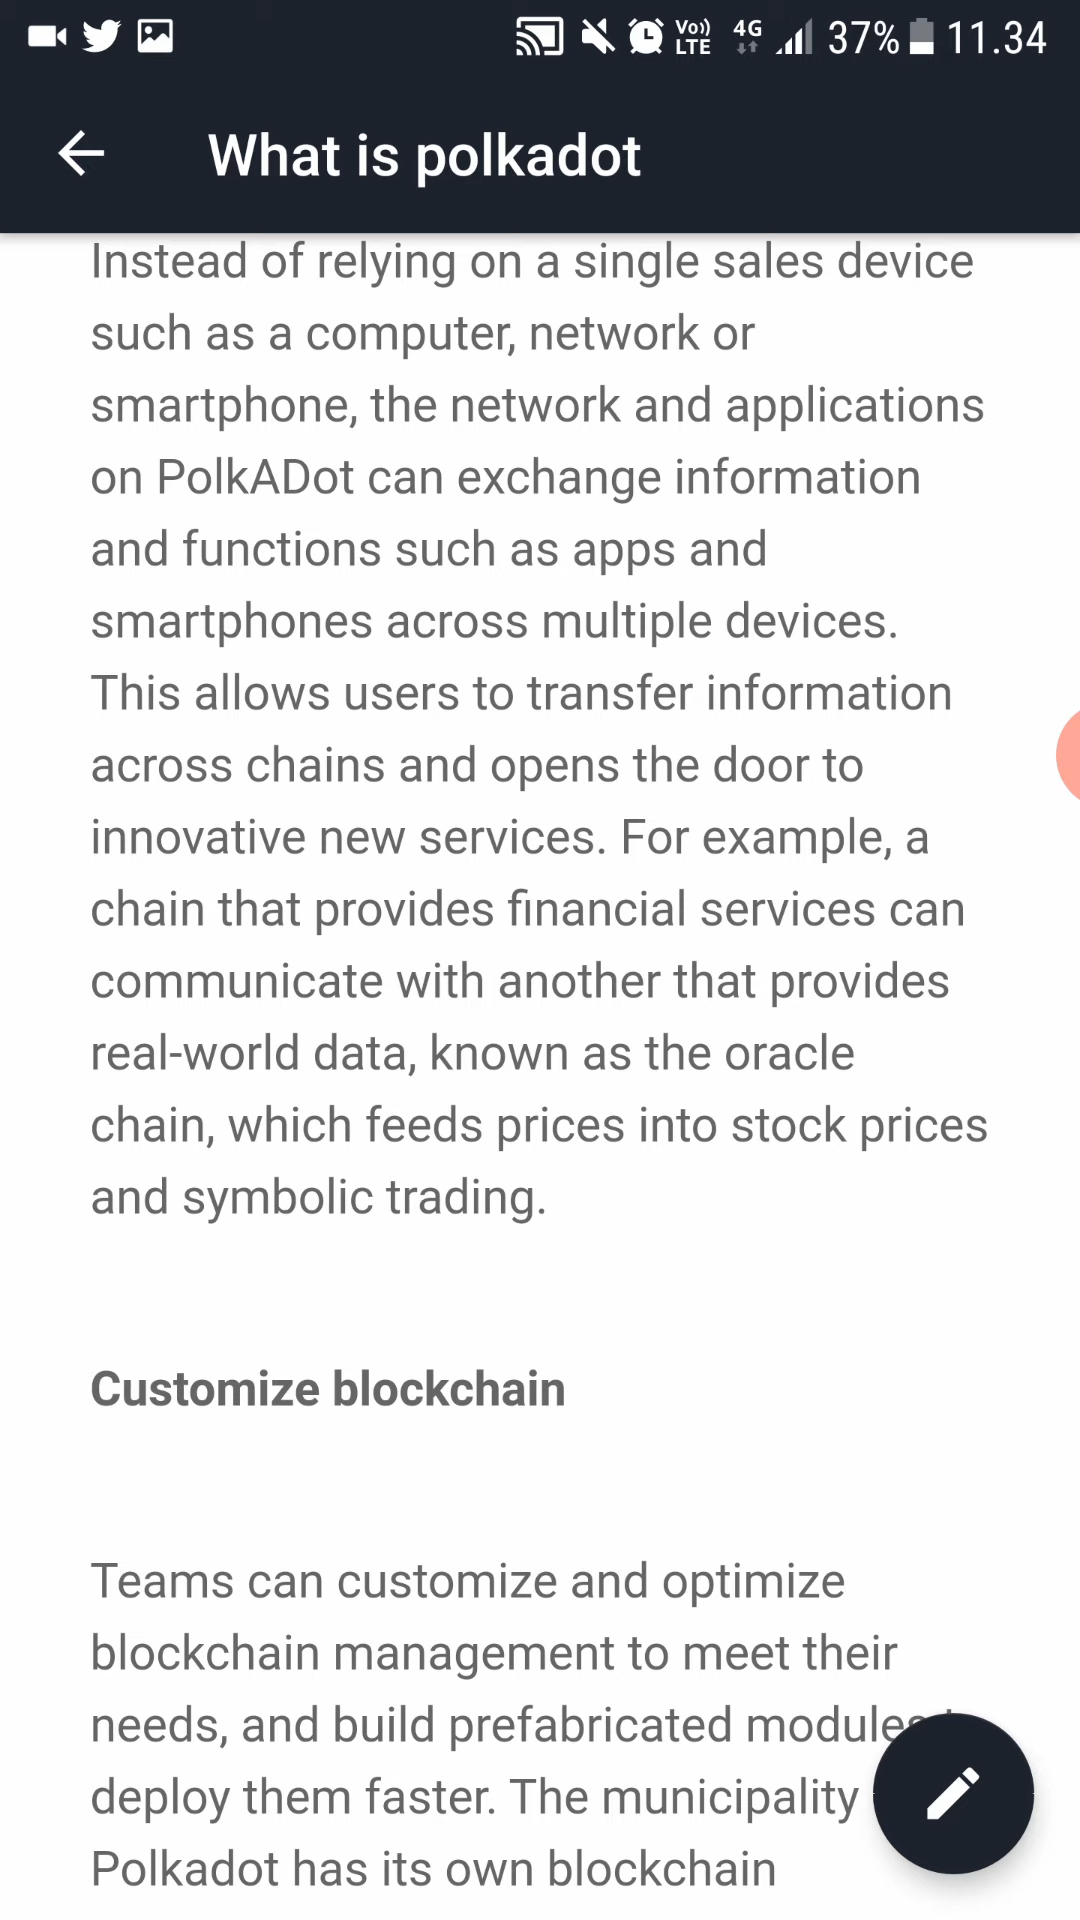 Vo)) LTE 4G 37% 11.34
What is polkadot
Instead of relying on a single sales device
such as a computer, network or
smartphone, the network and applications
on PolkADot can exchange information
and functions such as apps and
smartphones across multiple devices.
This allows users to transfer information
across chains and opens the door to
innovative new services. For example, a
chain that provides financial services can
communicate with another that provides
real-world data, known as the oracle
chain, which feeds prices into stock prices
and symbolic trading.
Customize blockchain
Teams can customize and optimize
blockchain management to meet their
needs, and build prefabricated modules
deploy them faster. The municipality
Polkadot has its own blockchain